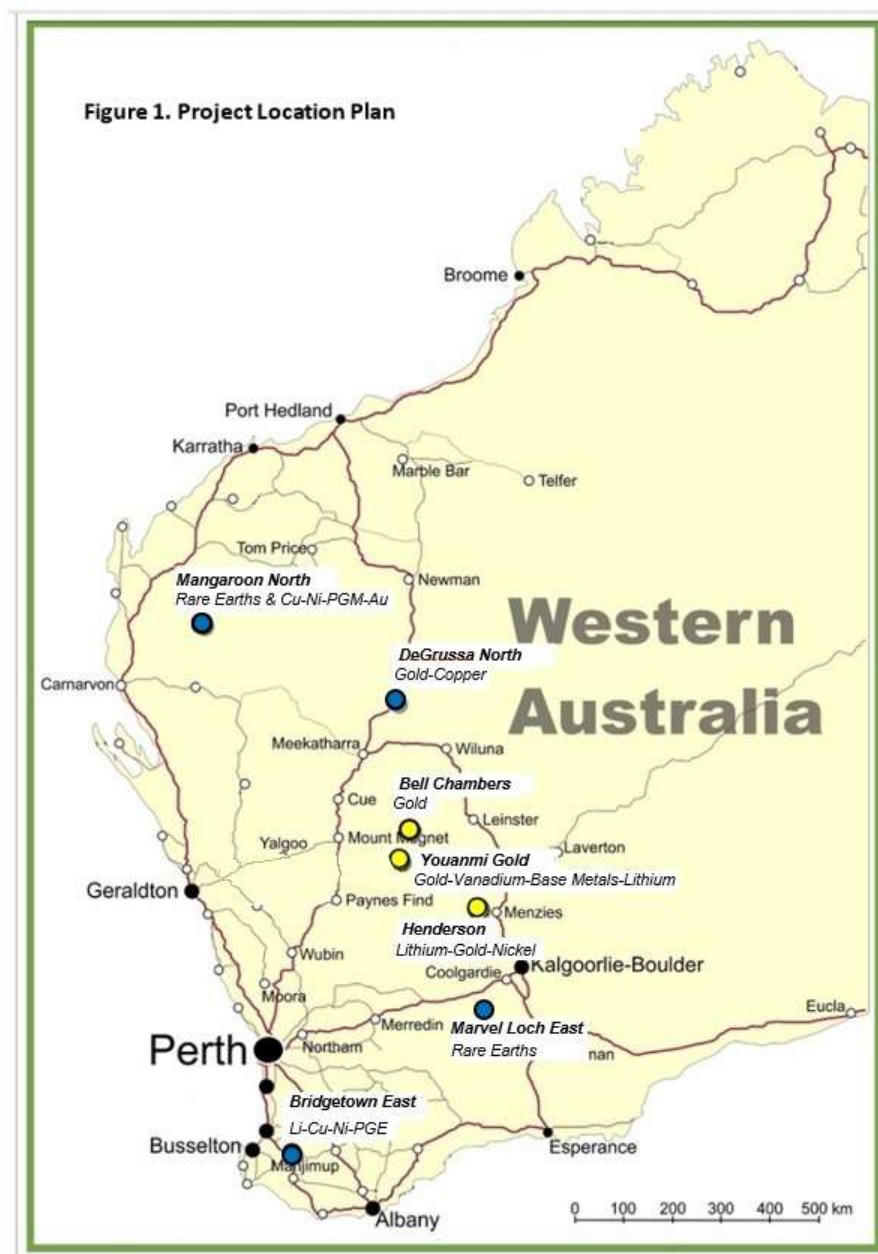 Figure 1. Project Location Plan
Broome
Port Hedland
Karratha
Marble Bar
Telfer
Tom Price
Mangaroon North
Rare Earths & Cu-Ni-PGM-Au
Newman
Western
Australia
DeGrussa North
Gold-Copper
Carnarvon
Meekatharra
Wiluna
Bell Chambers
Gold
Cue
Leinster
Yalgoo
Mount Magnet
Laverton
Youanmi Gold
Gold-Vanadium-Base Metals-Lithium
Geraldton
Paynes Find
Menzies
Henderson
Lithium-Gold-Nickel
Wubin
Coolgardie
Kalgoorlie-Boulder
Moora
Eucla
Merredin
Marvel Loch East
Rare Earths
nan
Perth
Northam
Bridgetown East
Li-Cu-Ni-PGE
Busselton
Manjimup
Esperance
Albany
0 100 200 300 400 500 km